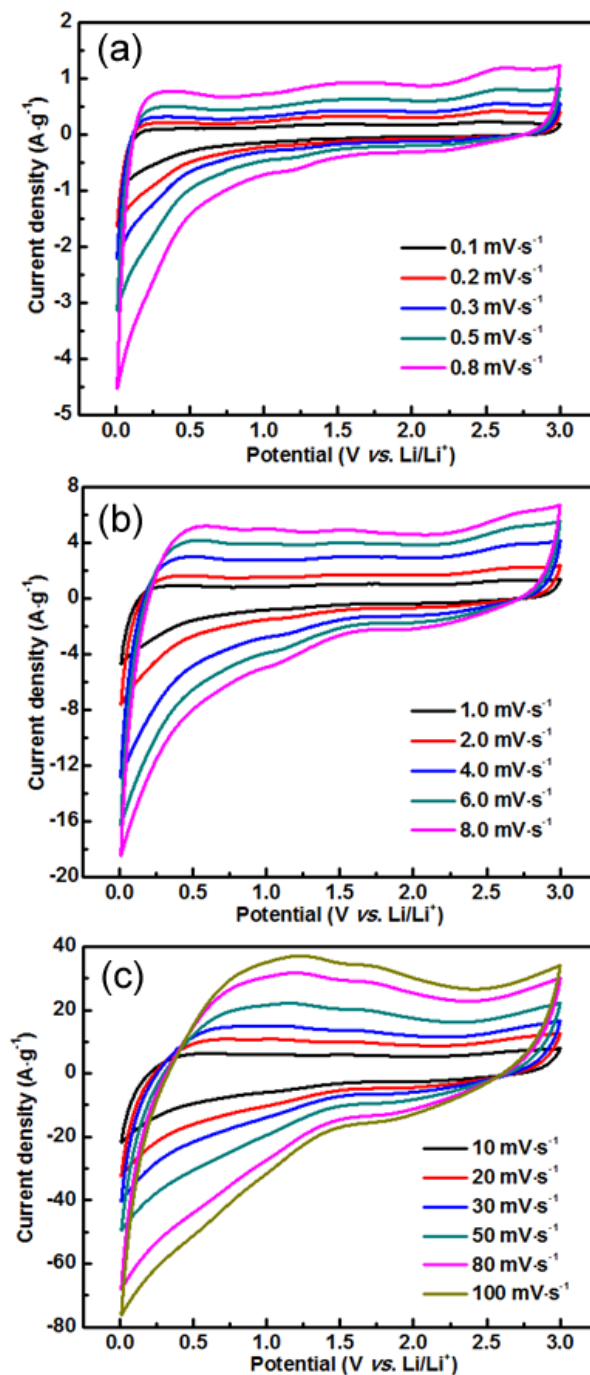 (a)
2
1
0
-1
-2
-3
-4
-5
Current density (A·g⁻¹)
0.1 mV·s⁻¹
0.2 mV·s⁻¹
0.3 mV·s⁻¹
0.5 mV·s⁻¹
0.8 mV·s⁻¹
0.0 0.5 1.0 1.5 2.0 2.5 3.0
Potential (V vs. Li/Li⁺)
(b)
8
4
0
-4
-8
-12
-16
-20
Current density (A·g⁻¹)
1.0 mV·s⁻¹
2.0 mV·s⁻¹
4.0 mV·s⁻¹
6.0 mV·s⁻¹
8.0 mV·s⁻¹
0.0 0.5 1.0 1.5 2.0 2.5 3.0
Potential (V vs. Li/Li⁺)
(c)
40
20
0
-20
-40
-60
-80
Current density (A·g⁻¹)
10 mV·s⁻¹
20 mV·s⁻¹
30 mV·s⁻¹
50 mV·s⁻¹
80 mV·s⁻¹
100 mV·s⁻¹
0.0 0.5 1.0 1.5 2.0 2.5 3.0
Potential (V vs. Li/Li⁺)